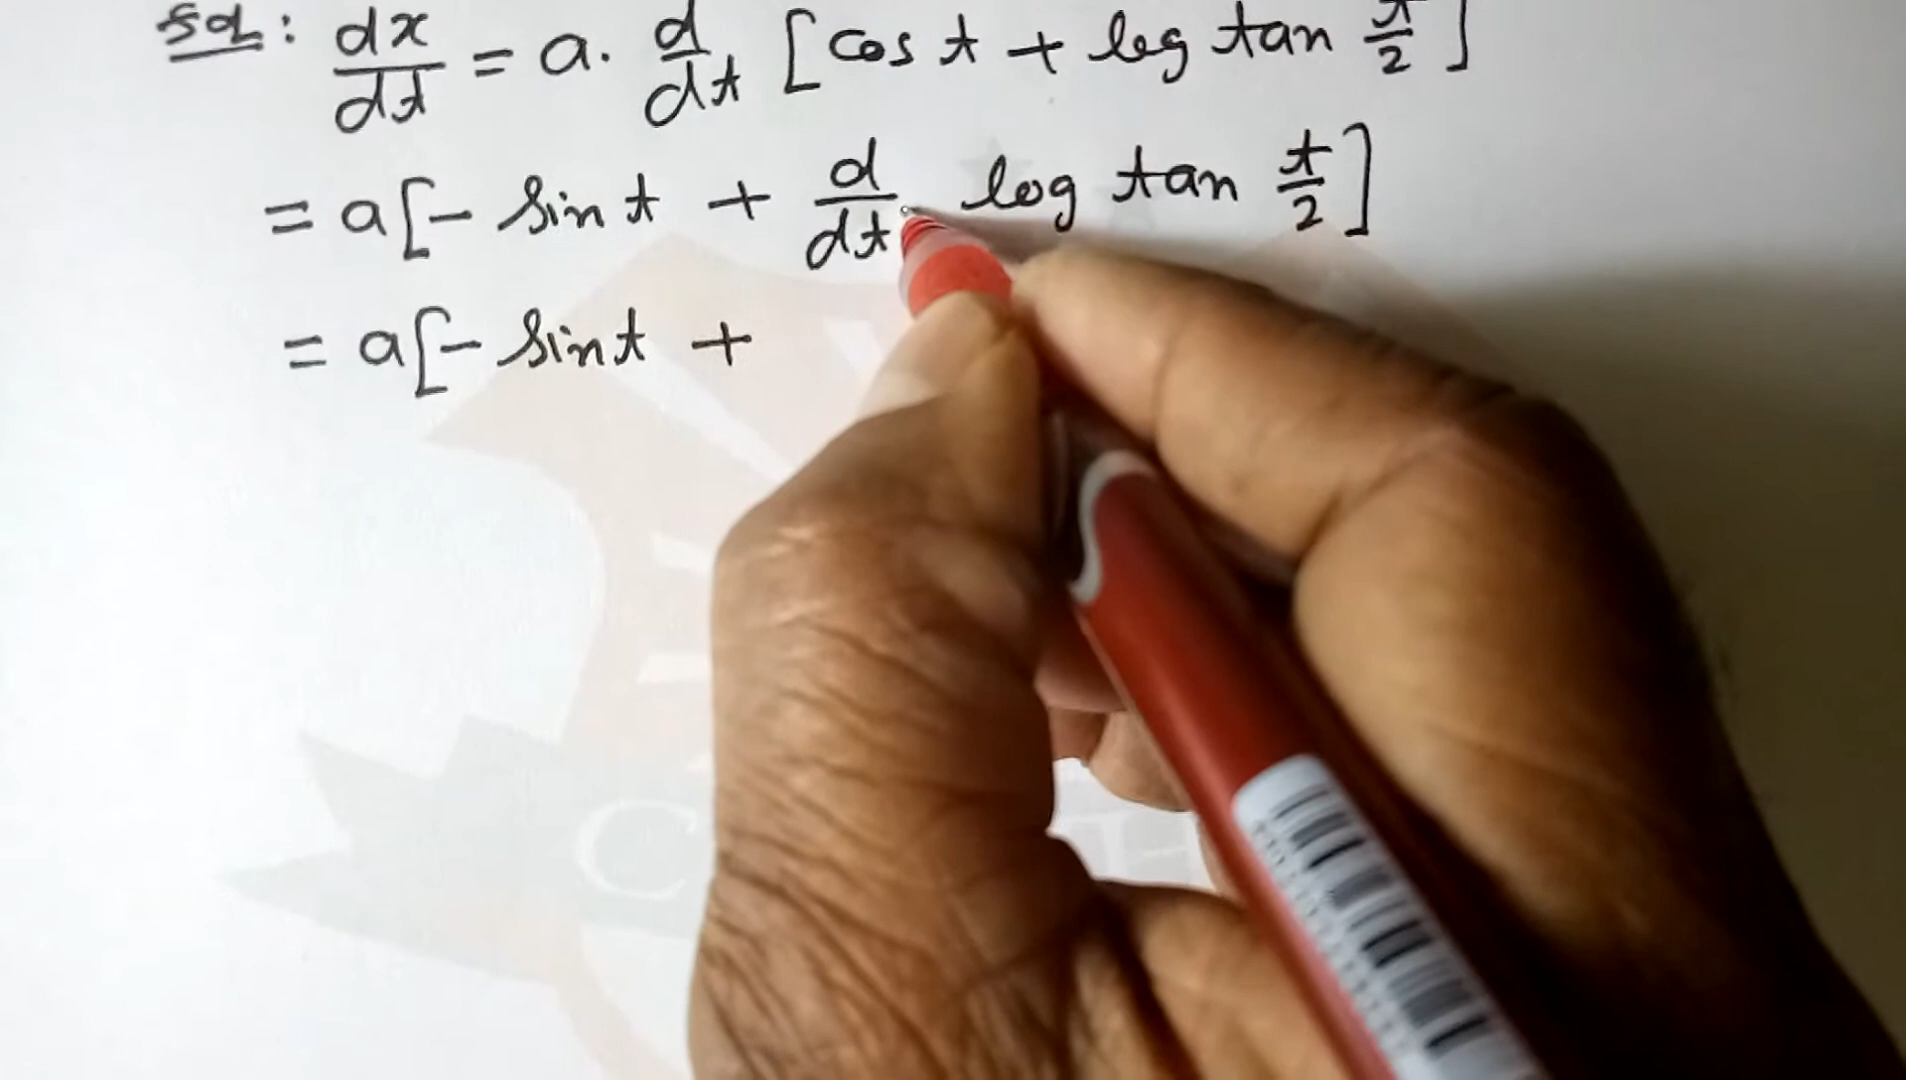 Sol: dx/dt = a. d/dt [cos t + log tan t/2]
= a[- sin t + d/dt log tan t/2]
= a[- sin t +